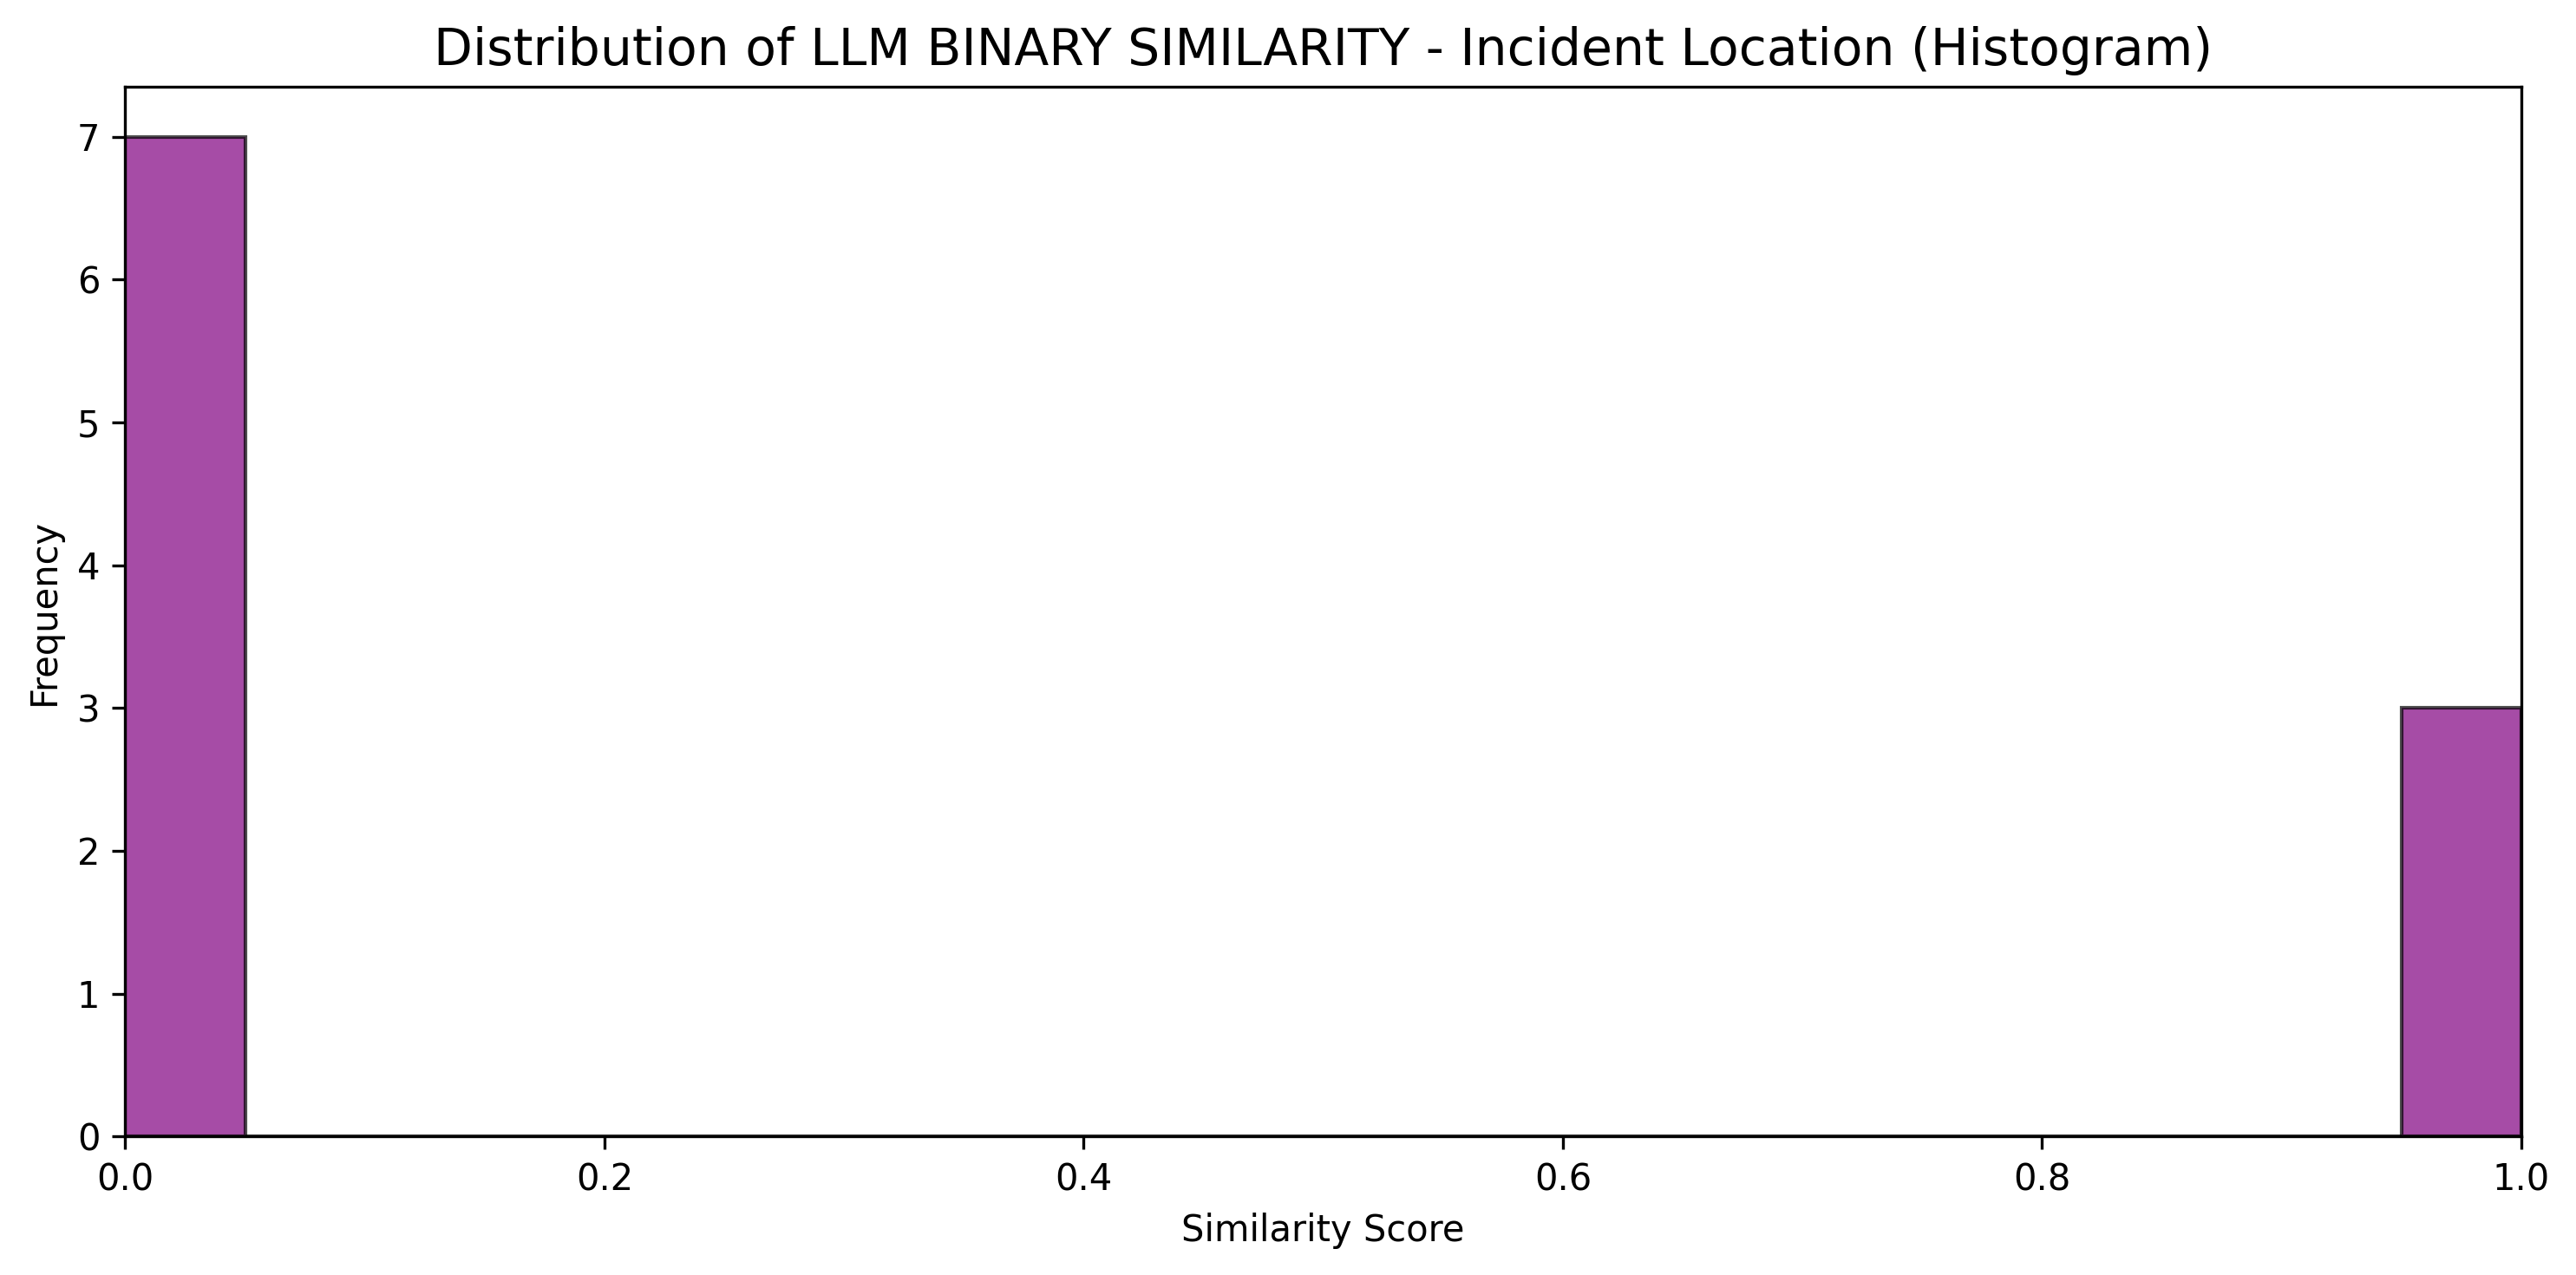 Distribution of LLM BINARY SIMILARITY - Incident Location (Histogram)
7
6
5
4
3
2
1
0
Frequency
0.0 0.2 0.4 0.6 0.8 1.0
Similarity Score